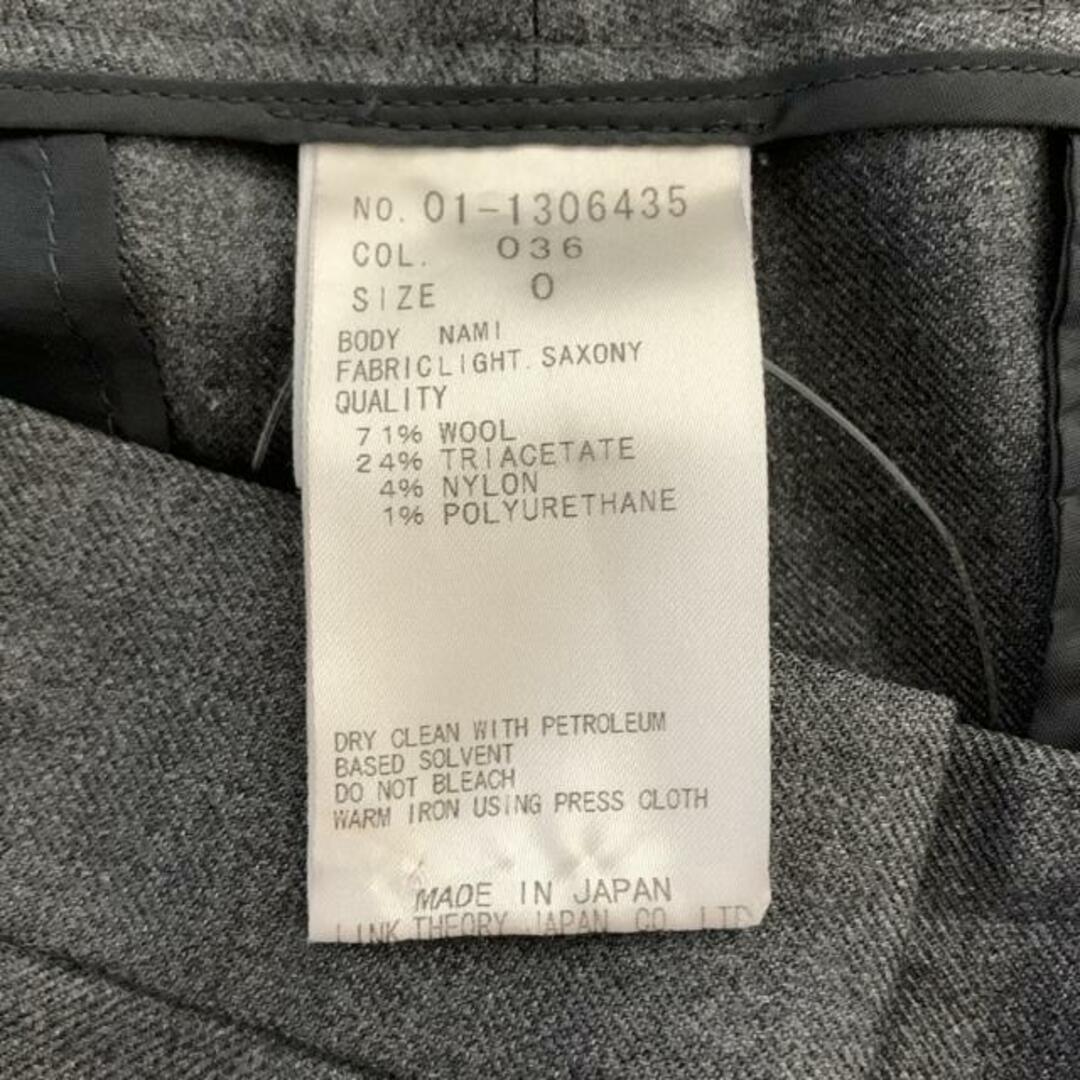 NO. 01-1306435
COL. 036
SIZE 0
BODY NAMI
FABRICLIGHT.SAXONY
QUALITY
71% WOOL
24% TRIACETATE
4% NYLON
1% POLYURETHANE
DRY CLEAN WITH PETROLEUM
BASED SOLVENT
DO NOT BLEACH
WARM IRON USING PRESS CLOTH
MADE IN JAPAN
LINK THEORY JAPAN CO. LTD